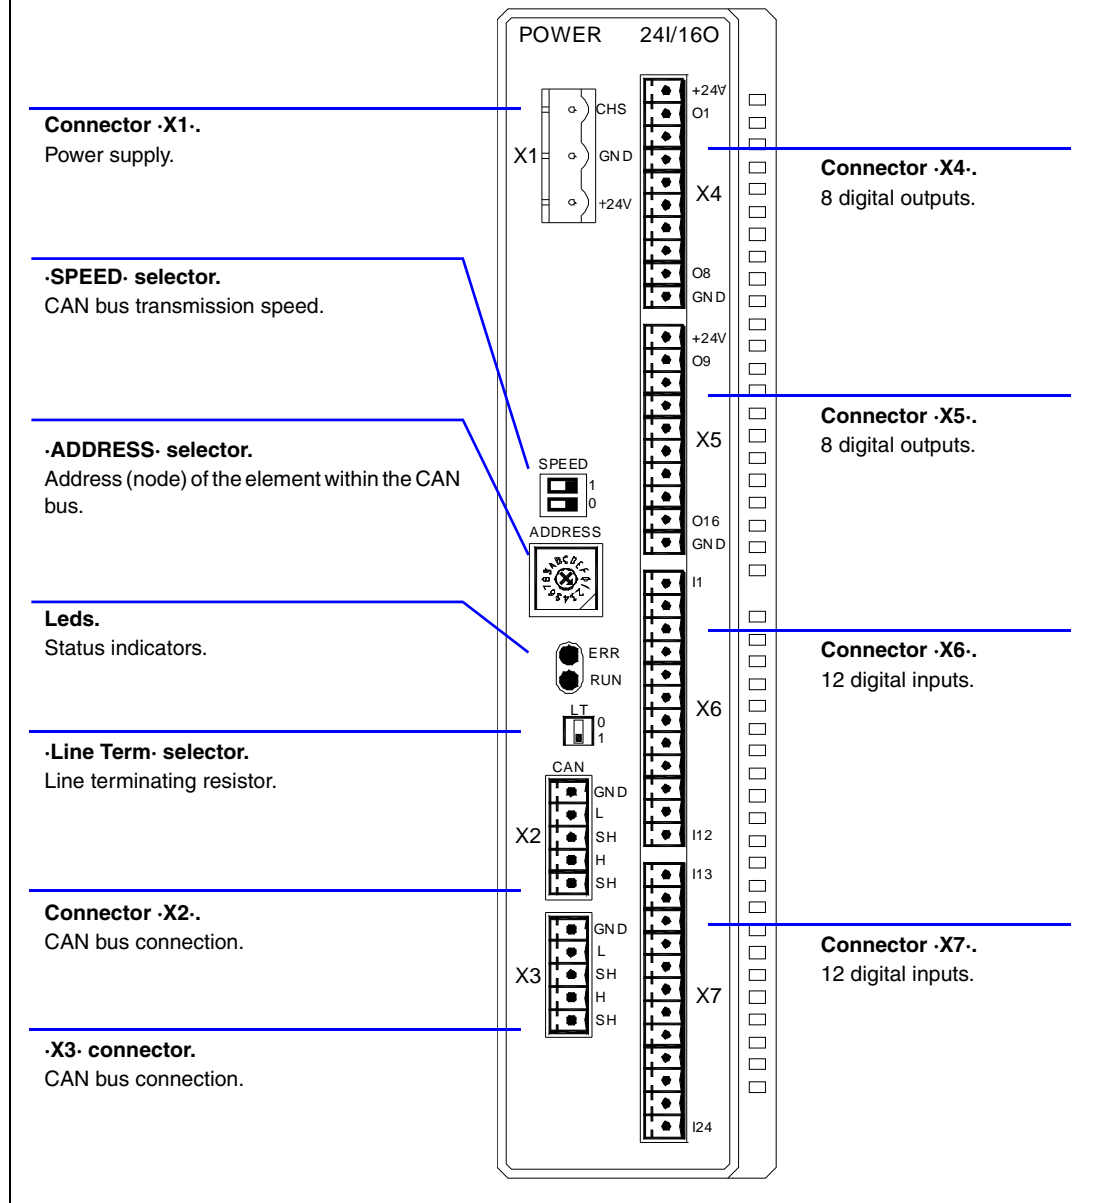 POWER 24I/16O
X1
CHS
GND
+24V
+24V
O1
X4
O8
GND
+24V
O9
X5
O16
GND
I1
X6
I12
I13
X7
I24
SPEED
1
0
ADDRESS
0123456789ABCDEF
ERR
RUN
LT
0
1
CAN
X2
GND
L
SH
H
SH
X3
GND
L
SH
H
SH
Connector ·X1·.
Power supply.
·SPEED· selector.
CAN bus transmission speed.
·ADDRESS· selector.
Address (node) of the element within the CAN
bus.
Leds.
Status indicators.
·Line Term· selector.
Line terminating resistor.
Connector ·X2·.
CAN bus connection.
·X3· connector.
CAN bus connection.
Connector ·X4·.
8 digital outputs.
Connector ·X5·.
8 digital outputs.
Connector ·X6·.
12 digital inputs.
Connector ·X7·.
12 digital inputs.